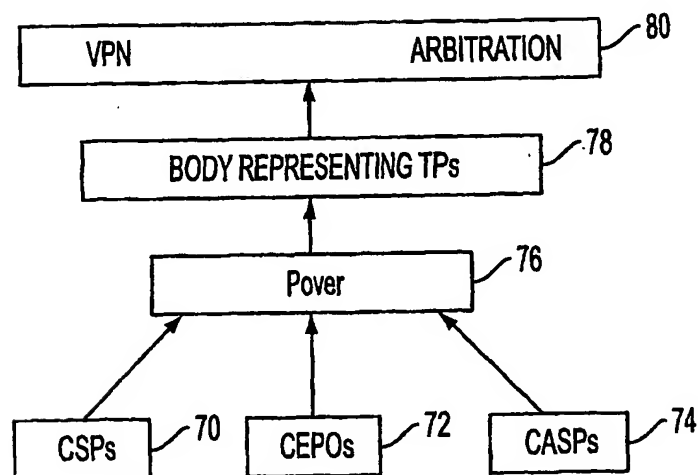 VPN ARBITRATION 80
BODY REPRESENTING TPs 78
Pover 76
CSPs 70 CEPOs 72 CASPs 74